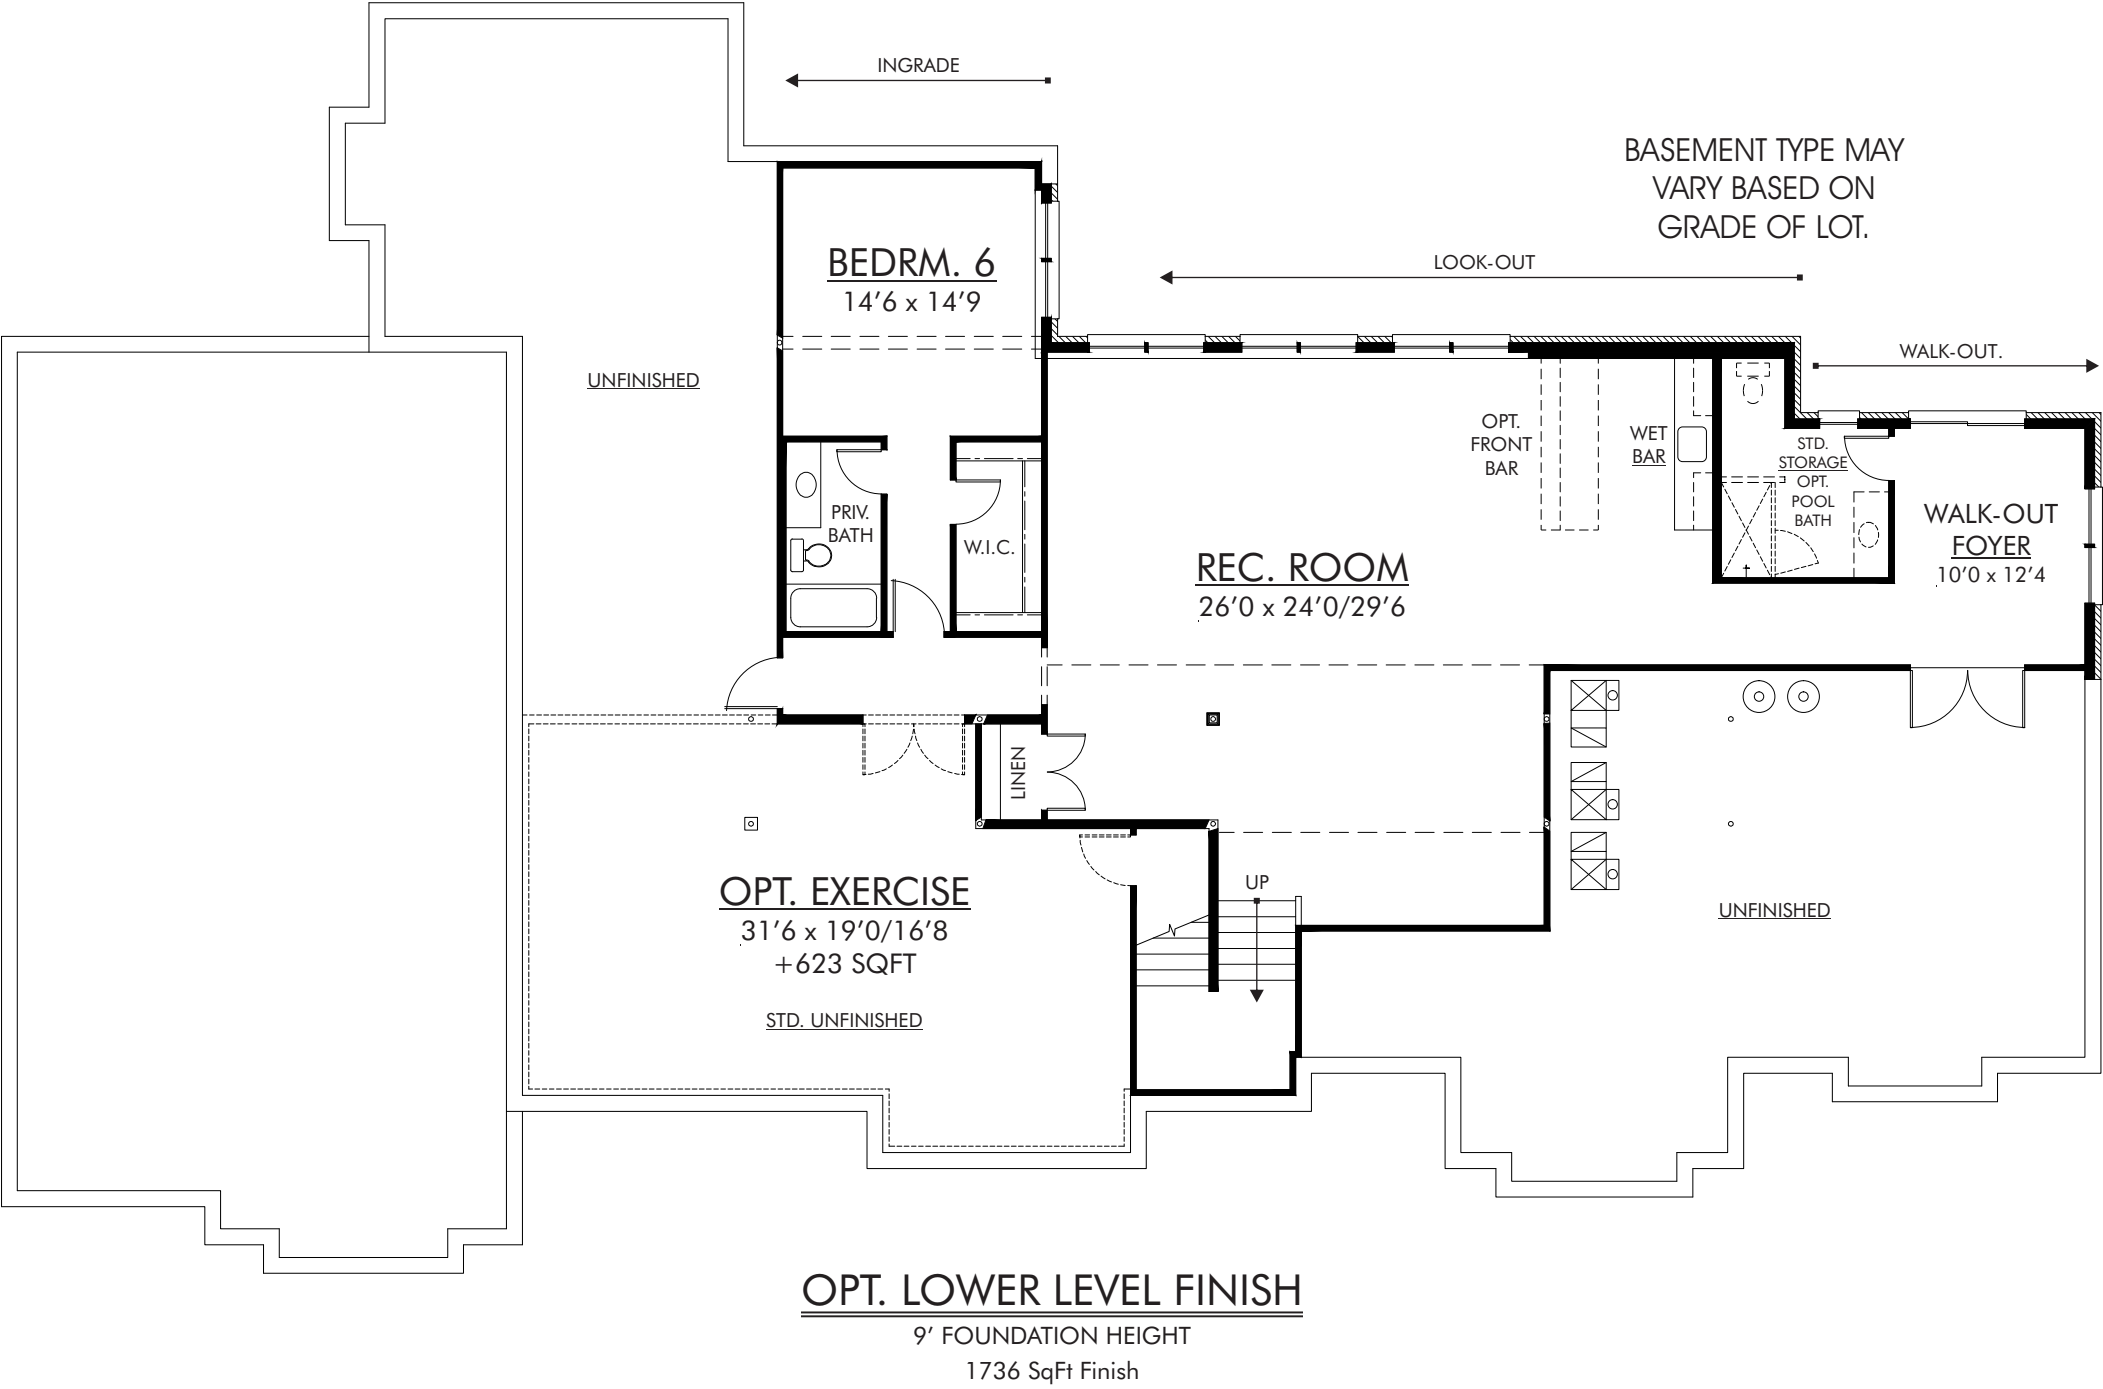 INGRADE
BASEMENT TYPE MAY
VARY BASED ON
GRADE OF LOT.
LOOK-OUT
WALK-OUT.
BEDRM. 6
14'6 x 14'9
UNFINISHED
OPT.
FRONT
BAR
WET
BAR
STD.
STORAGE
OPT.
POOL
BATH
PRIV.
BATH
W.I.C.
WALK-OUT
FOYER
10'0 x 12'4
REC. ROOM
26'0 x 24'0/29'6
LINEN
OPT. EXERCISE
31'6 x 19'0/16'8
+623 SQFT
STD. UNFINISHED
UP
UNFINISHED
OPT. LOWER LEVEL FINISH
9' FOUNDATION HEIGHT
1736 SqFt Finish